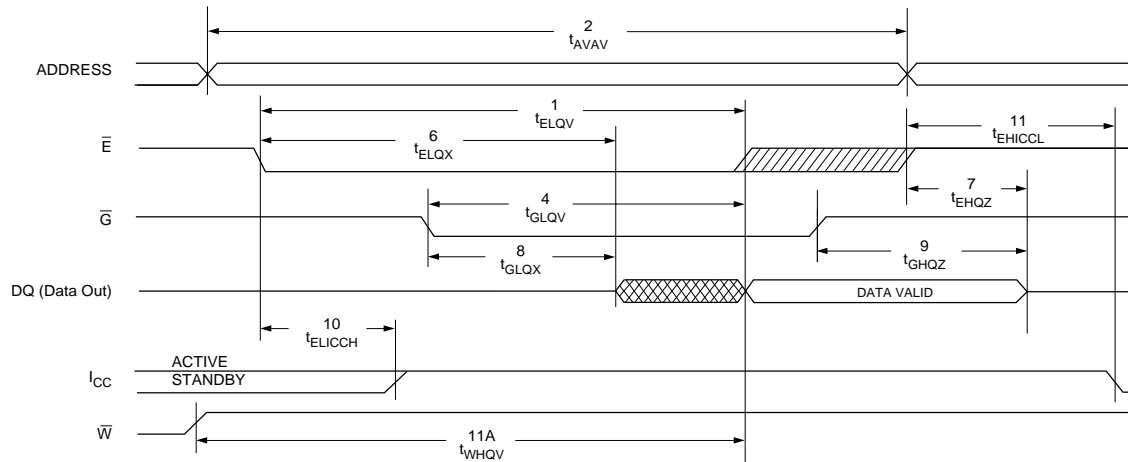 2
tAVAV
ADDRESS
1
tELQV
11
tEHICCL
6
tELQX
E
7
tEHQZ
4
tGLQV
G
9
tGHQZ
8
tGLQX
DQ (Data Out)
DATA VALID
10
tELICCH
ACTIVE
ICC
STANDBY
W
11A
tWHQV